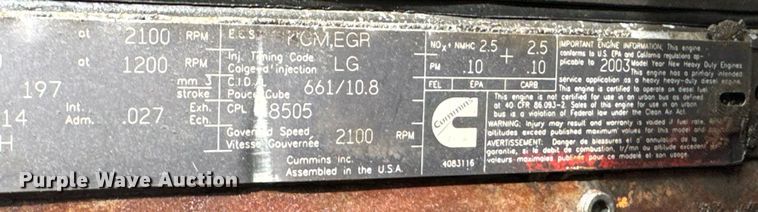 at 2100 RPM
at 1200 RPM
197 mm 3
stroke
14 Int. Exh.
Adm. .027 Ech.
H
E.C.S. PCM,EGR
Inj. Timing Code LG
Calage d'injection
C.I.D./L 661/10.8
Pouce Cube
CPL 8505
Governed Speed 2100 RPM
Vitesse Gouvernée
Cummins Inc.
Assembled in the U.S.A.
NOx+ NMHC 2.5 + 2.5
PM .10 .10
FEL EPA CARB
Cummins
4083116
IMPORTANT ENGINE INFORMATION: This engine
conforms to U.S. EPA and California regulations ap-
plicable to 2003 Model Year New Heavy Duty Engines
This engine has a primary intended
service application as a heavy heavy-duty diesel engine.
This engine is certified to operate on diesel fuel.
This engine is not certified for use in an urban bus as defined
at 40 CFR 86.093-2. Sales of this engine for use in an urban
bus is a violation of Federal law under the Clean Air Act.
WARNING: Injury may result and warranty is voided if fuel rate,
altitudes exceed published maximum values for this model and
AVERTISSEMENT: Danger de blessures et d'annulation de la
si le débit de combustion, l/mn ou altitude excède
valeurs maximales publiées pour ce modèle et son usage.
Purple Wave Auction